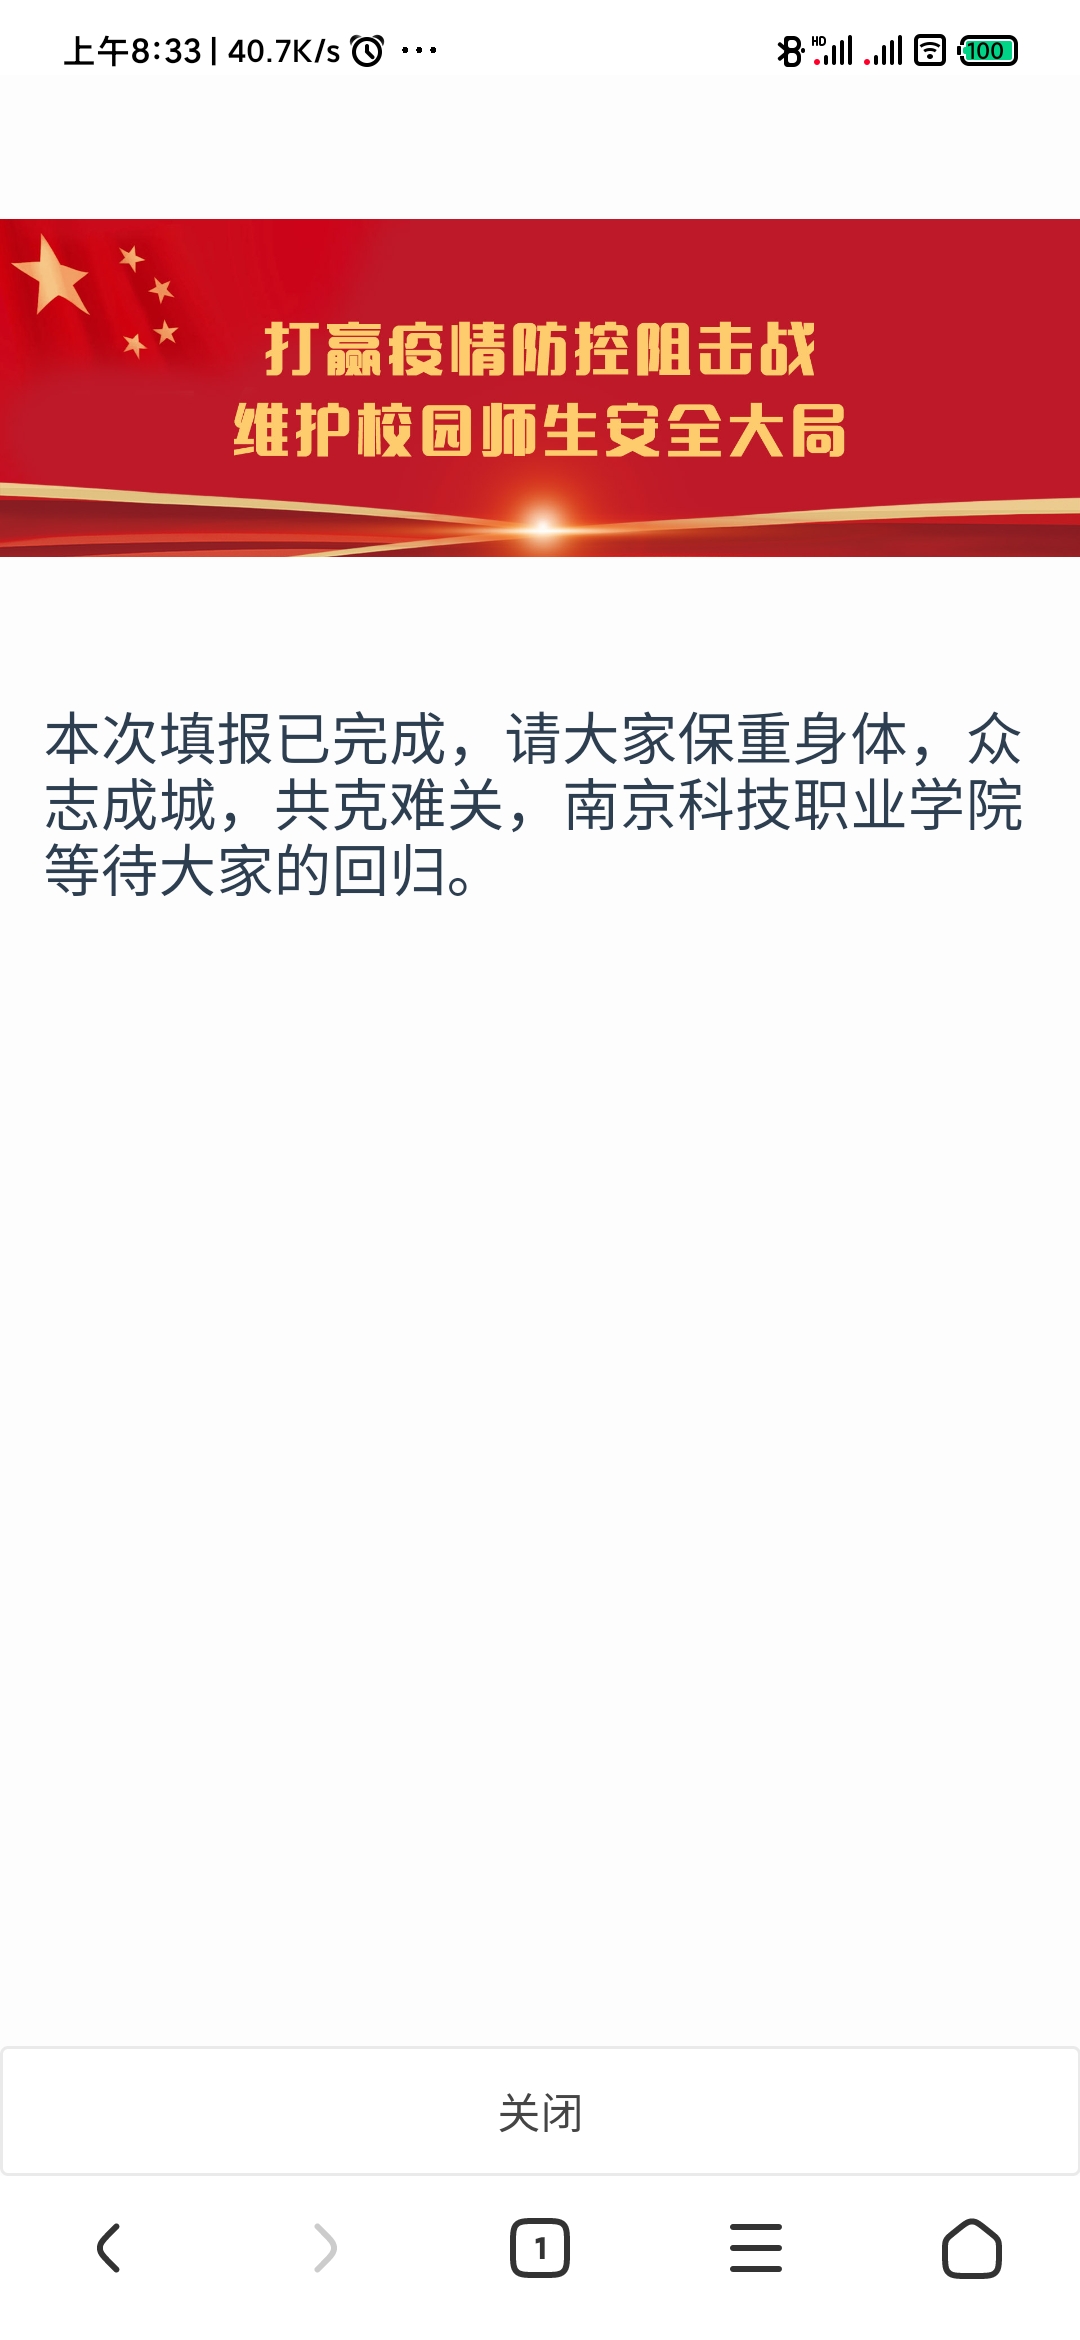 上午8:33 | 40.7K/s ...
HD
100
打赢疫情防控阻击战
维护校园师生安全大局
本次填报已完成，请大家保重身体，众
志成城，共克难关，南京科技职业学院
等待大家的回归。
关闭
1